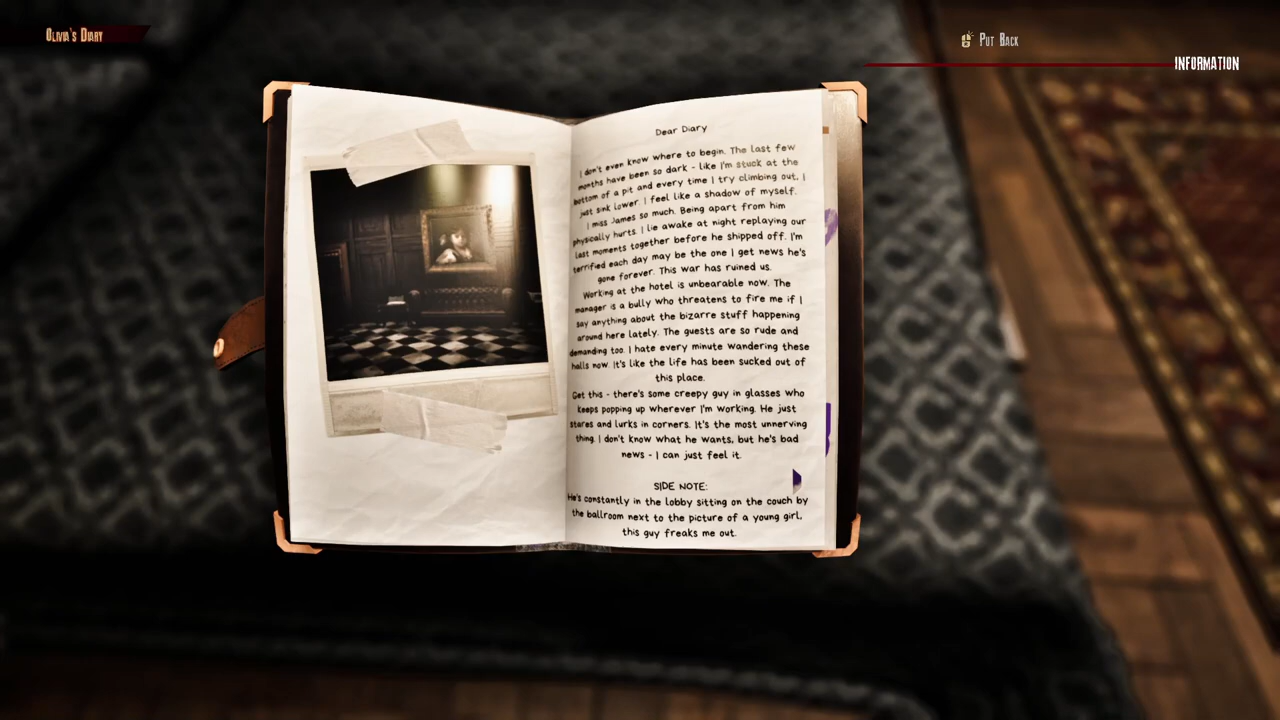 Olivia's Diary
Put Back
INFORMATION
Dear Diary
I don't even know where to begin. The last few
months have been so dark - like I'm stuck at the
bottom of a pit and every time I try climbing out, I
just sink lower. I feel like a shadow of myself.
I miss James so much. Being apart from him
physically hurts. I lie awake at night replaying our
last moments together before he shipped off. I'm
terrified each day may be the one I get news he's
gone forever. This war has ruined us.
Working at the hotel is unbearable now. The
manager is a bully who threatens to fire me if I
say anything about the bizarre stuff happening
around here lately. The guests are so rude and
demanding too. I hate every minute wandering these
halls now. It's like the life has been sucked out of
this place.
Get this - there's some creepy guy in glasses who
keeps popping up wherever I'm working. He just
stares and lurks in corners. It's the most unnerving
thing. I don't know what he wants, but he's bad
news - I can just feel it.
SIDE NOTE:
He's constantly in the lobby sitting on the couch by
the ballroom next to the picture of a young girl,
this guy freaks me out.